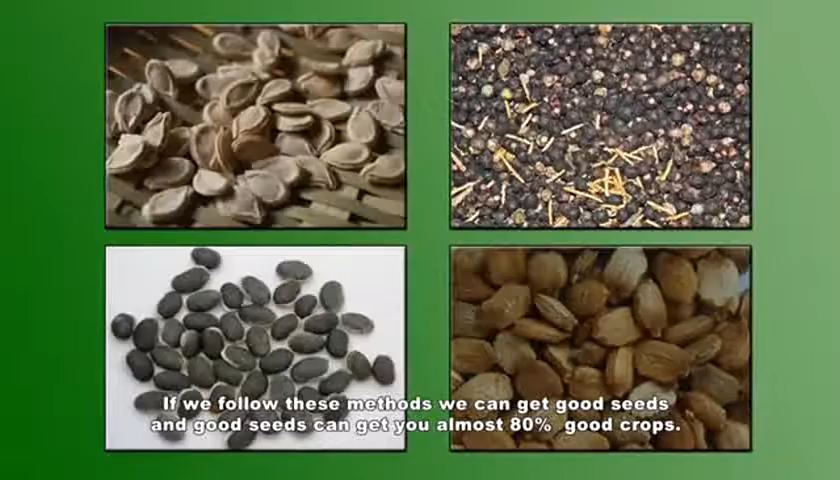 If we follow these methods we can get good seeds
and good seeds can get you almost 80% good crops.